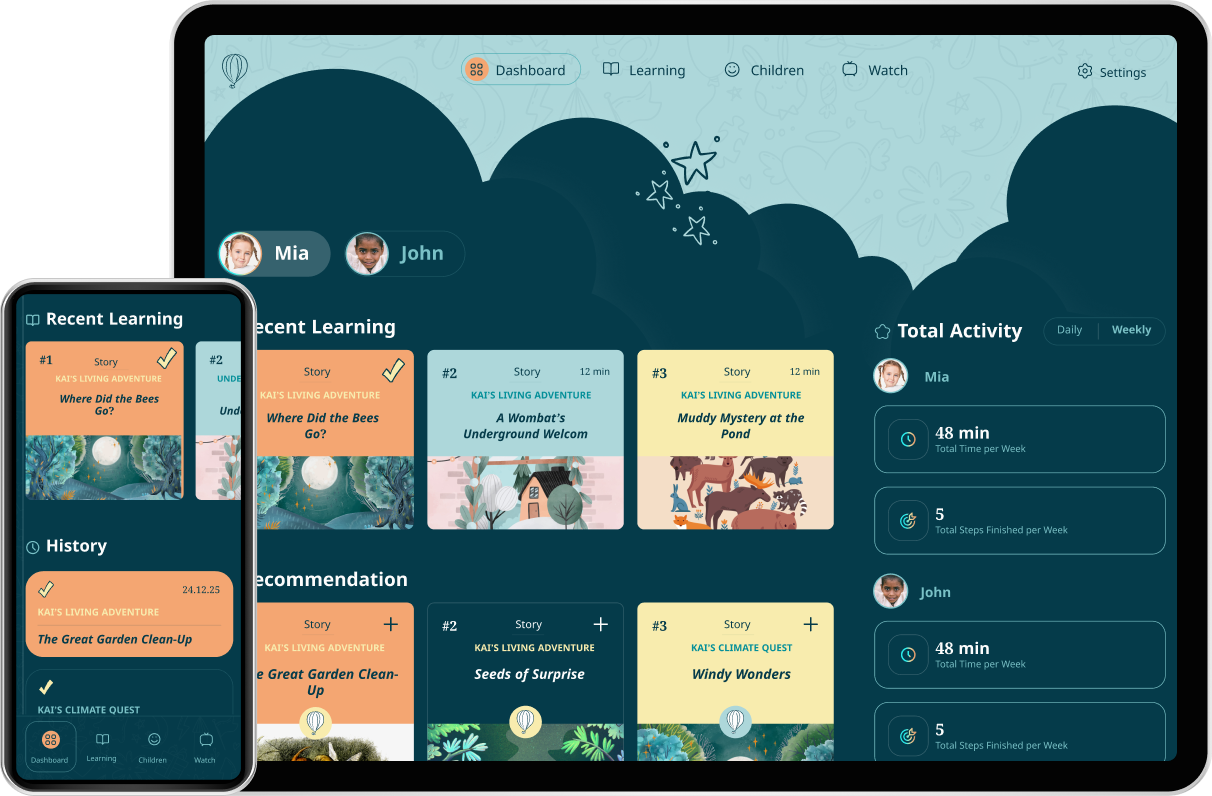 Dashboard
Learning
Children
Watch
Settings
Mia
John
ecent Learning
Story
KAI'S LIVING ADVENTURE
Where Did the Bees
Go?
#2
Story
12 min
KAI'S LIVING ADVENTURE
A Wombat's
Underground Welcom
#3
Story
12 min
KAI'S LIVING ADVENTURE
Muddy Mystery at the
Pond
ecommendation
Story
KAI'S LIVING ADVENTURE
e Great Garden Clean-
Up
#2
Story
KAI'S LIVING ADVENTURE
Seeds of Surprise
#3
Story
KAI'S CLIMATE QUEST
Windy Wonders
Total Activity
Daily
Weekly
Mia
48 min
Total Time per Week
5
Total Steps Finished per Week
John
48 min
Total Time per Week
5
Total Steps Finished per Week
Recent Learning
#1
Story
KAI'S LIVING ADVENTURE
Where Did the Bees
Go?
#2
UNDE
Und
History
24.12.25
KAI'S LIVING ADVENTURE
The Great Garden Clean-Up
KAI'S CLIMATE QUEST
Dashboard
Learning
Children
Watch